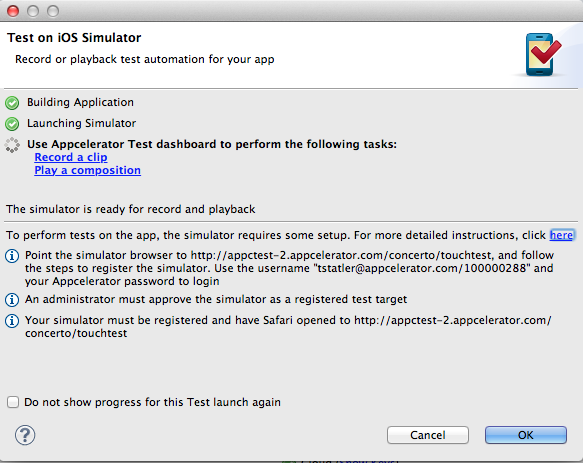 Test on iOS Simulator
Record or playback test automation for your app
Building Application
Launching Simulator
Use Appcelerator Test dashboard to perform the following tasks:
Record a clip
Play a composition
The simulator is ready for record and playback
To perform tests on the app, the simulator requires some setup. For more detailed instructions, click here
Point the simulator browser to http://appctest-2.appcelerator.com/concerto/touchtest, and follow
the steps to register the simulator. Use the username "tstatler@appcelerator.com/100000288" and
your Appcelerator password to login
An administrator must approve the simulator as a registered test target
Your simulator must be registered and have Safari opened to http://appctest-2.appcelerator.com/
concerto/touchtest
Do not show progress for this Test launch again
?
Cancel
OK